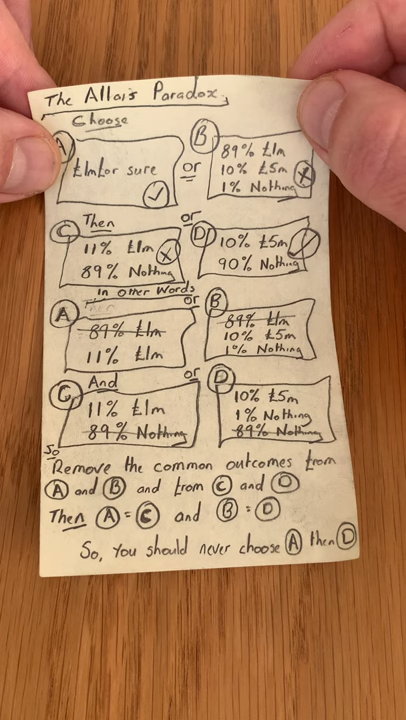 The Allais Paradox.
Choose
A
£1m for sure
or
B
89% £1m
10% £5m
1% Nothing
Then
or
C
11% £1m
89% Nothing
D
10% £5m
90% Nothing
in Other Words
or
A
89% £1m
11% £1m
B
89% £1m
10% £5m
1% Nothing
And
or
C
11% £1m
89% Nothing
D
10% £5m
1% Nothing
89% Nothing
So
Remove the common outcomes from
A and B and from C and D
Then A = C and B = D
So, you should never choose A then D